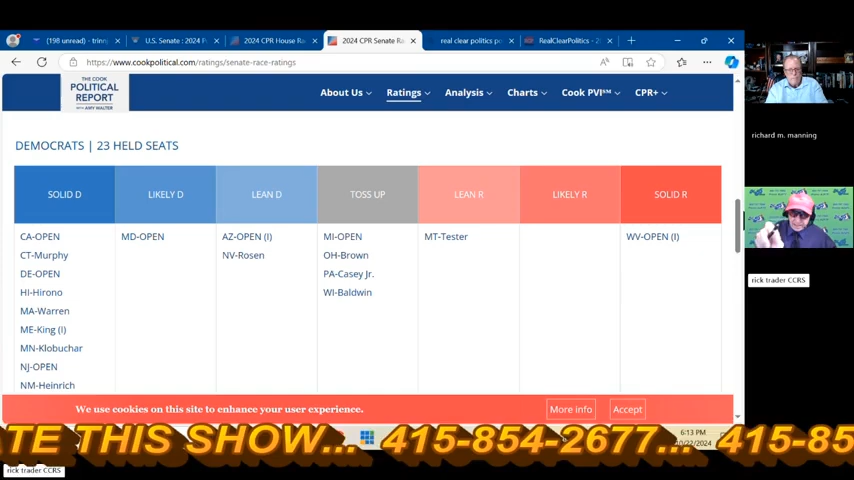 (198 unread) - trinn
U.S. Senate : 2024 P
2024 CPR House Ra
2024 CPR Senate Ra
real clear politics po
RealClearPolitics - 2
https://www.cookpolitical.com/ratings/senate-race-ratings
THE COOK
POLITICAL
REPORT
WITH AMY WALTER
About Us
Ratings
Analysis
Charts
Cook PVI℠
CPR+
richard m. manning
DEMOCRATS | 23 HELD SEATS
SOLID D
LIKELY D
LEAN D
TOSS UP
LEAN R
LIKELY R
SOLID R
CA-OPEN
CT-Murphy
DE-OPEN
HI-Hirono
MA-Warren
ME-King (I)
MN-Klobuchar
NJ-OPEN
NM-Heinrich
MD-OPEN
AZ-OPEN (I)
NV-Rosen
MI-OPEN
OH-Brown
PA-Casey Jr.
WI-Baldwin
MT-Tester
WV-OPEN (I)
rick trader CCRS
We use cookies on this site to enhance your user experience.
More info
Accept
6:13 PM
10/22/2024
ATE THIS SHOW... 415-854-2677... 415-85
rick trader CCRS